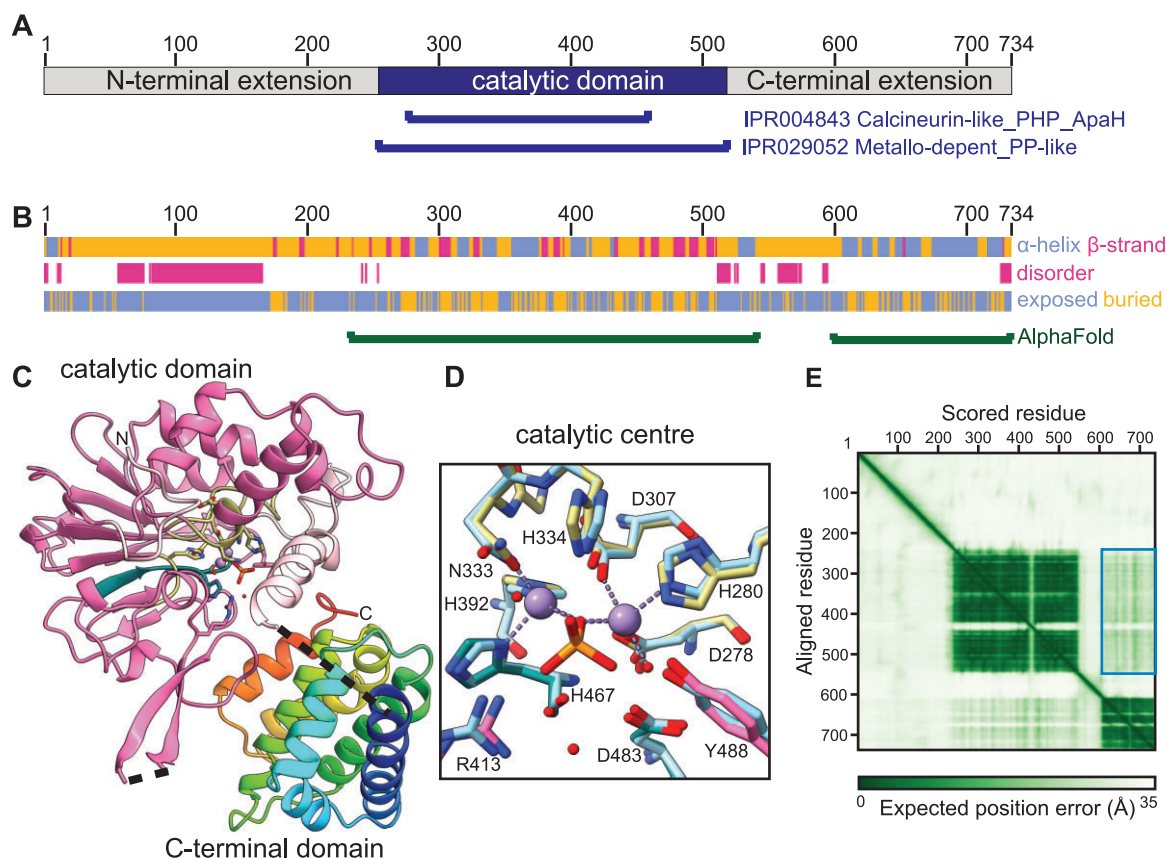 A
1 100 200 300 400 500 600 700 734
N-terminal extension catalytic domain C-terminal extension
IPR004843 Calcineurin-like_PHP_ApaH
IPR029052 Metallo-depent_PP-like
B
1 100 200 300 400 500 600 700 734
α-helix β-strand
disorder
exposed buried
AlphaFold
C
catalytic domain
N
C
C-terminal domain
D
catalytic centre
D307
H334
N333
H280
H392
D278
H467
R413
D483
Y488
E
Scored residue
1 100 200 300 400 500 600 700
Aligned residue
100
200
300
400
500
600
700
0 Expected position error (Å) 35